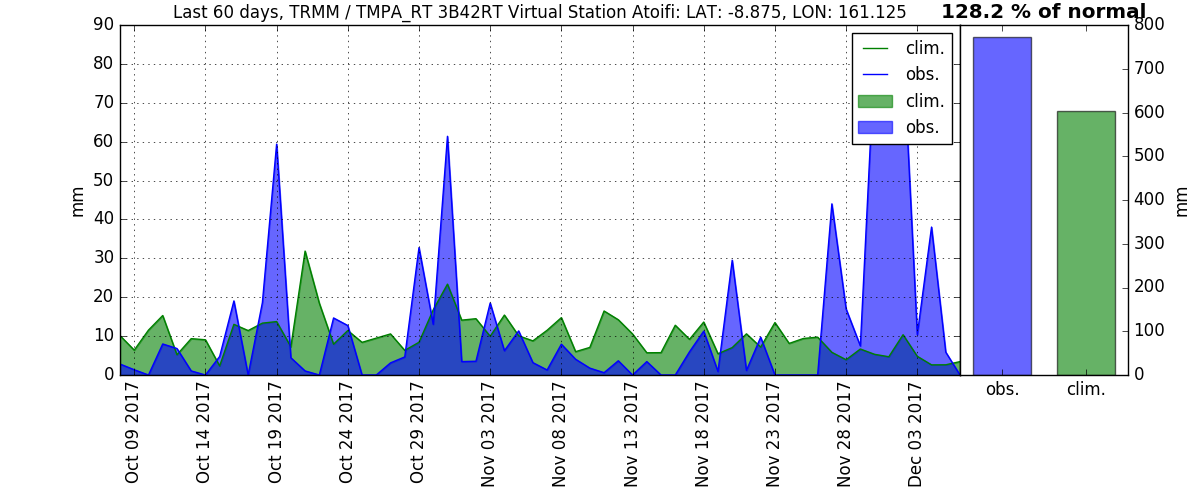 Last 60 days, TRMM / TMPA_RT 3B42RT Virtual Station Atoifi: LAT: -8.875, LON: 161.125
128.2 % of normal
90
80
70
60
50
40
30
20
10
0
mm
clim.
obs.
clim.
obs.
800
700
600
500
400
300
200
100
0
mm
obs.
clim.
Oct 09 2017
Oct 14 2017
Oct 19 2017
Oct 24 2017
Oct 29 2017
Nov 03 2017
Nov 08 2017
Nov 13 2017
Nov 18 2017
Nov 23 2017
Nov 28 2017
Dec 03 2017